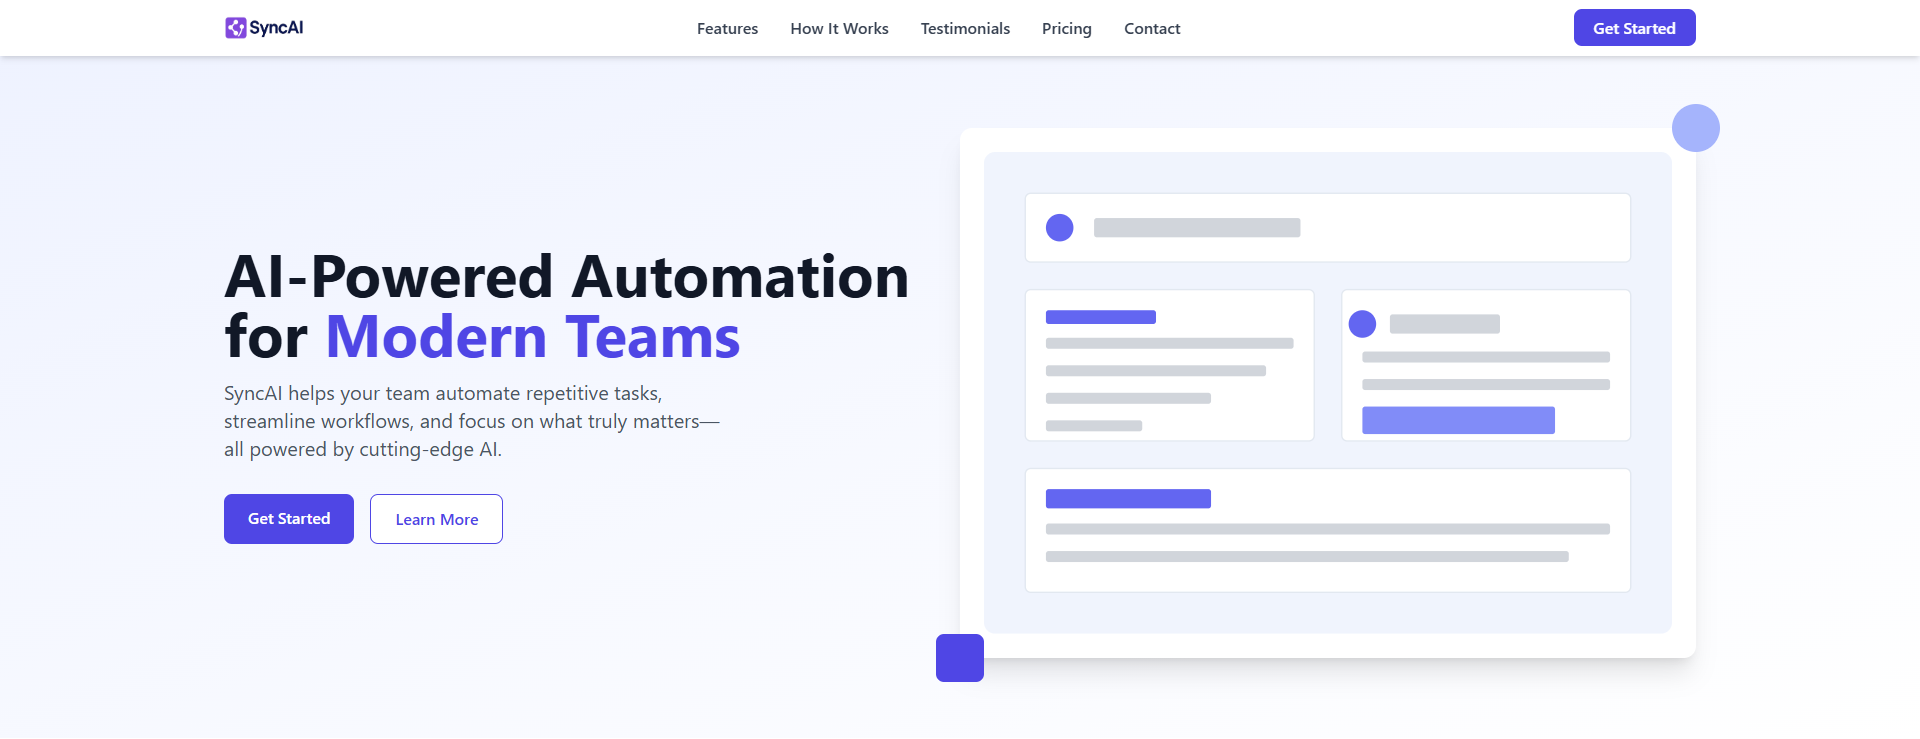 SyncAI
Features
How It Works
Testimonials
Pricing
Contact
Get Started
AI-Powered Automation
for Modern Teams
SyncAI helps your team automate repetitive tasks,
streamline workflows, and focus on what truly matters—
all powered by cutting-edge AI.
Get Started
Learn More